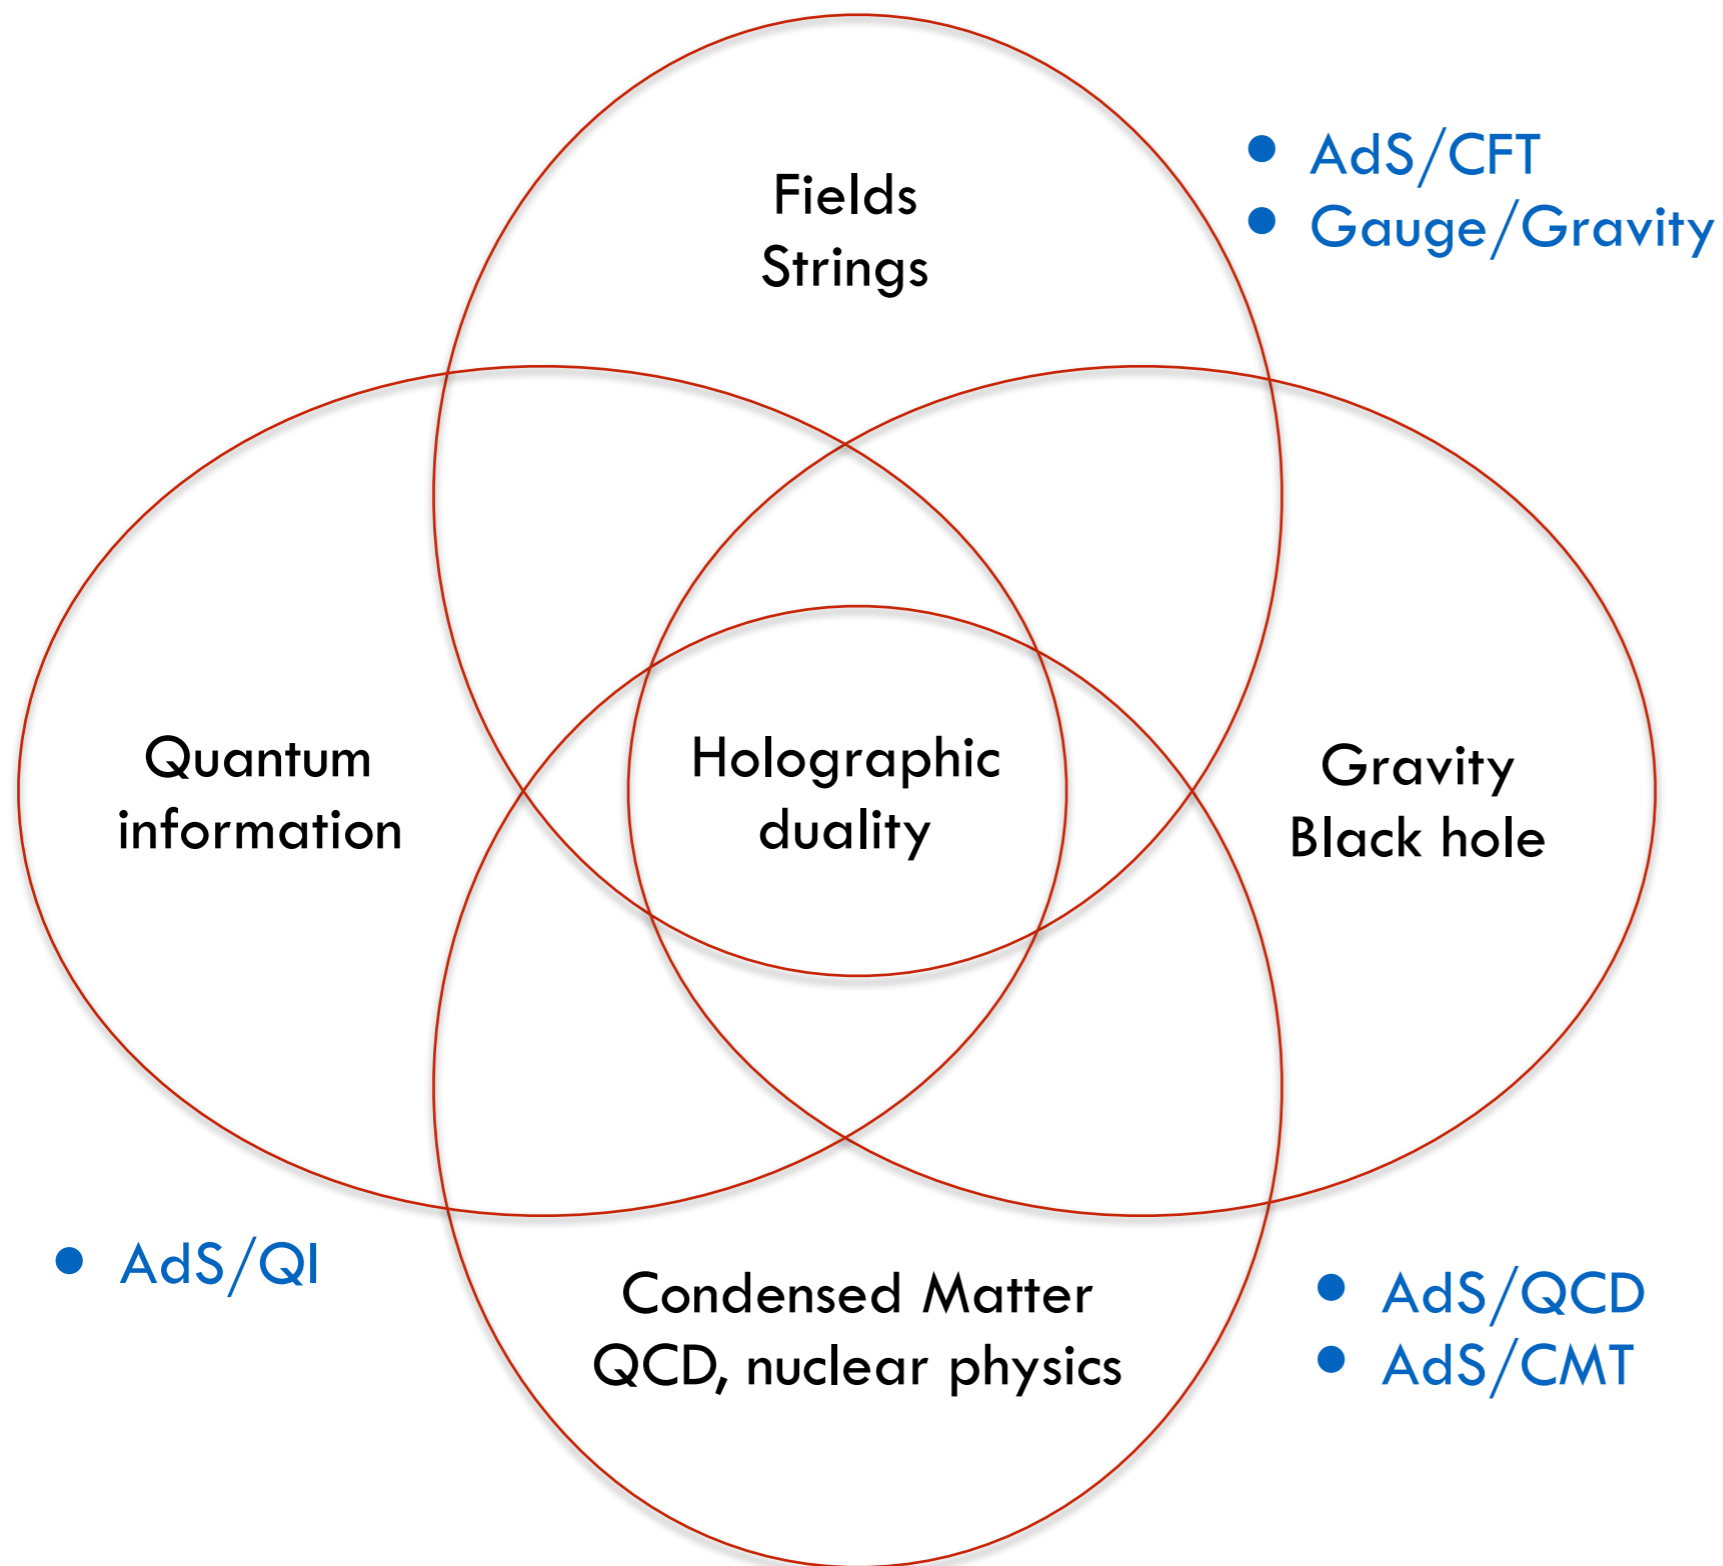 Fields
Strings
• AdS/CFT
• Gauge/Gravity
Quantum
information
Holographic
duality
Gravity
Black hole
• AdS/QI
Condensed Matter
QCD, nuclear physics
• AdS/QCD
• AdS/CMT